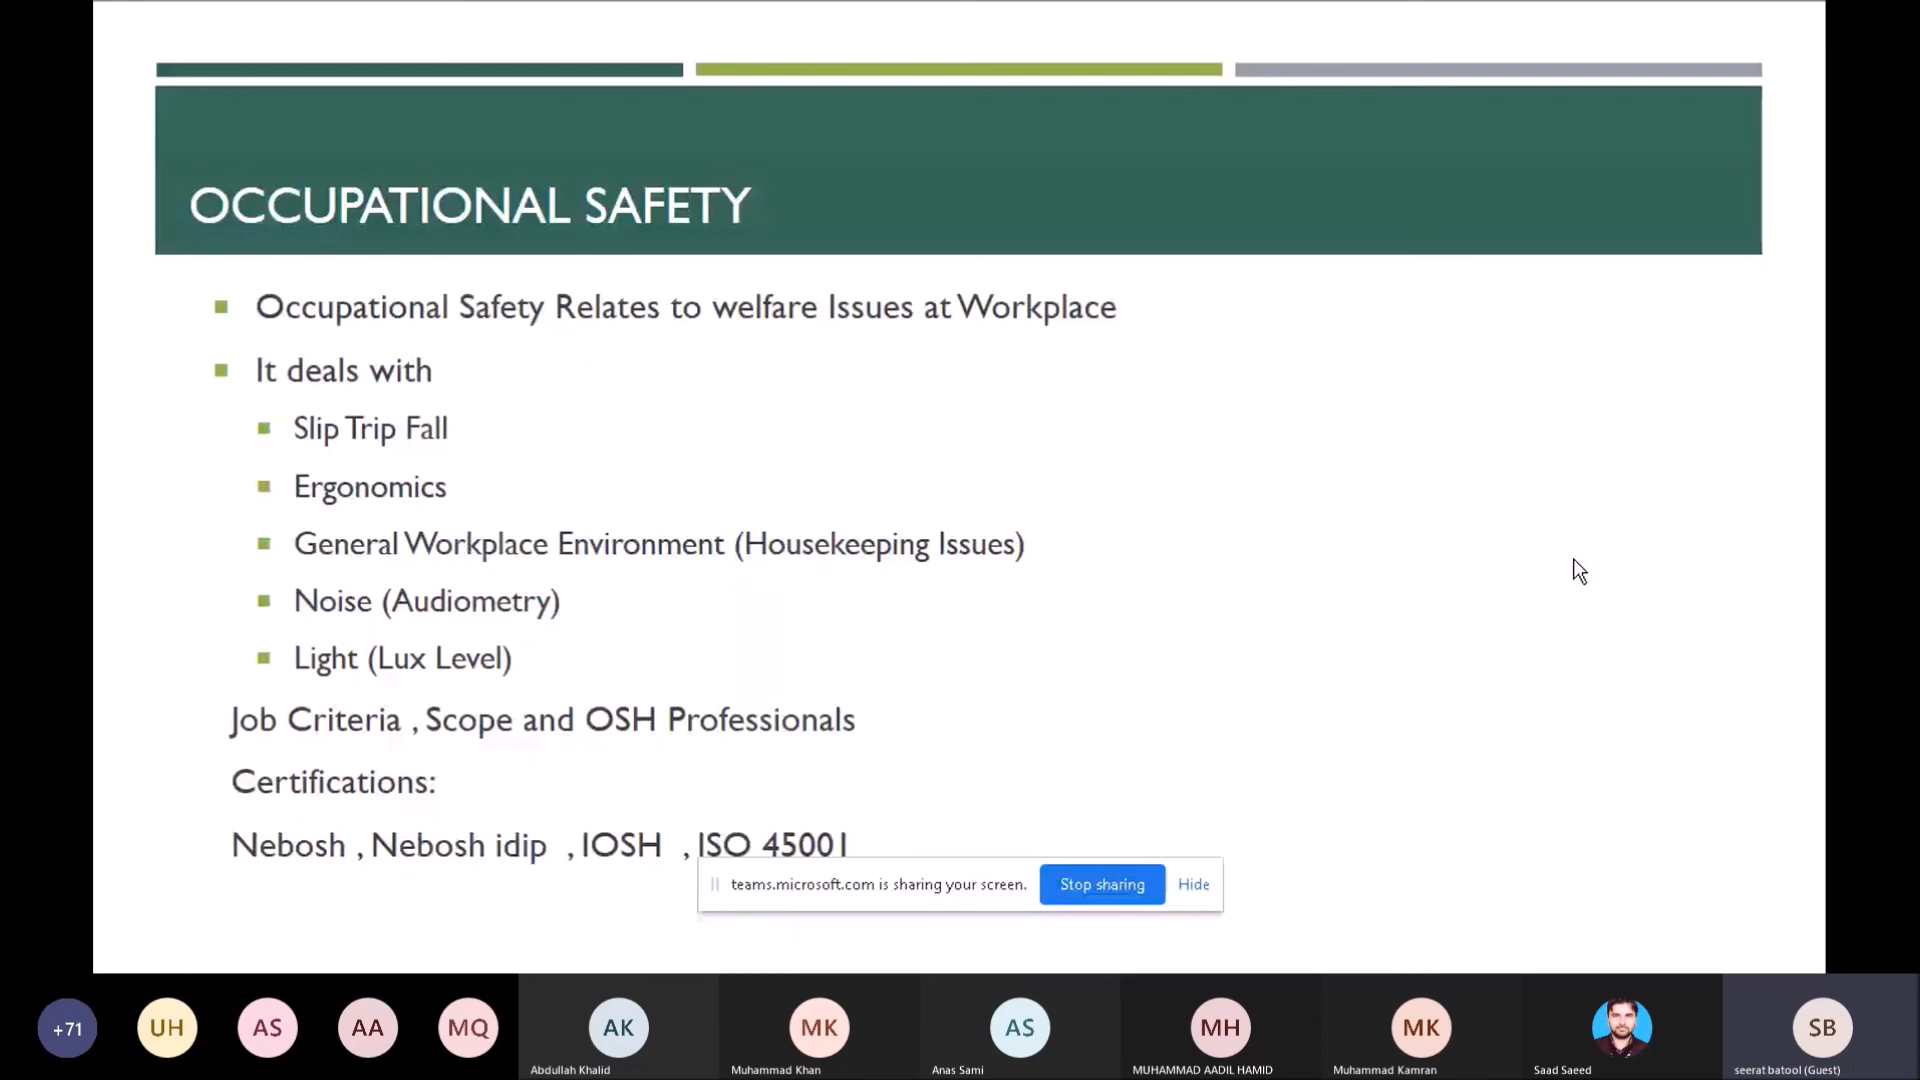 OCCUPATIONAL SAFETY
Occupational Safety Relates to welfare Issues at Workplace
It deals with
Slip Trip Fall
Ergonomics
General Workplace Environment (Housekeeping Issues)
Noise (Audiometry)
Light (Lux Level)
Job Criteria , Scope and OSH Professionals
Certifications:
Nebosh , Nebosh idip , IOSH , ISO 45001
teams.microsoft.com is sharing your screen. Stop sharing Hide
+71 UH AS AA MQ AK MK AS MH MK SB
Abdullah Khalid Muhammad Khan Anas Sami MUHAMMAD AADIL HAMID Muhammad Kamran Saad Saeed seerat batool (Guest)